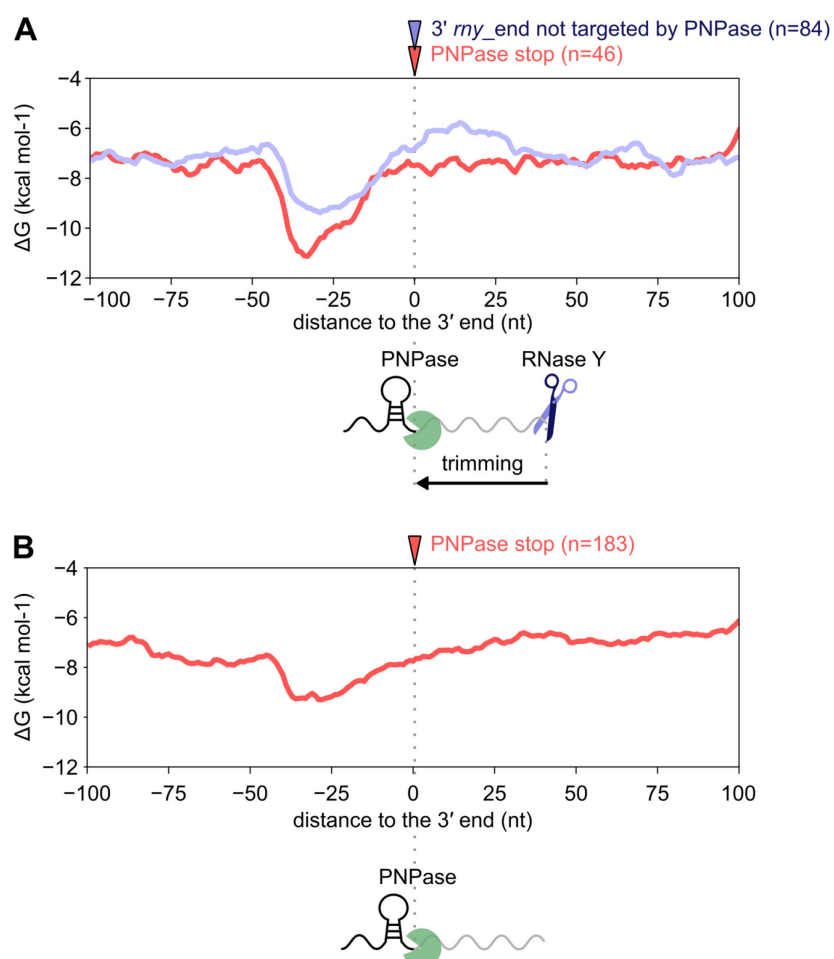 A
3' rny_end not targeted by PNPase (n=84)
PNPase stop (n=46)
−4
−6
−8
−10
−12
ΔG (kcal mol-1)
−100 −75 −50 −25 0 25 50 75 100
distance to the 3′ end (nt)
PNPase RNase Y
trimming
B
PNPase stop (n=183)
−4
−6
−8
−10
−12
ΔG (kcal mol-1)
−100 −75 −50 −25 0 25 50 75 100
distance to the 3′ end (nt)
PNPase